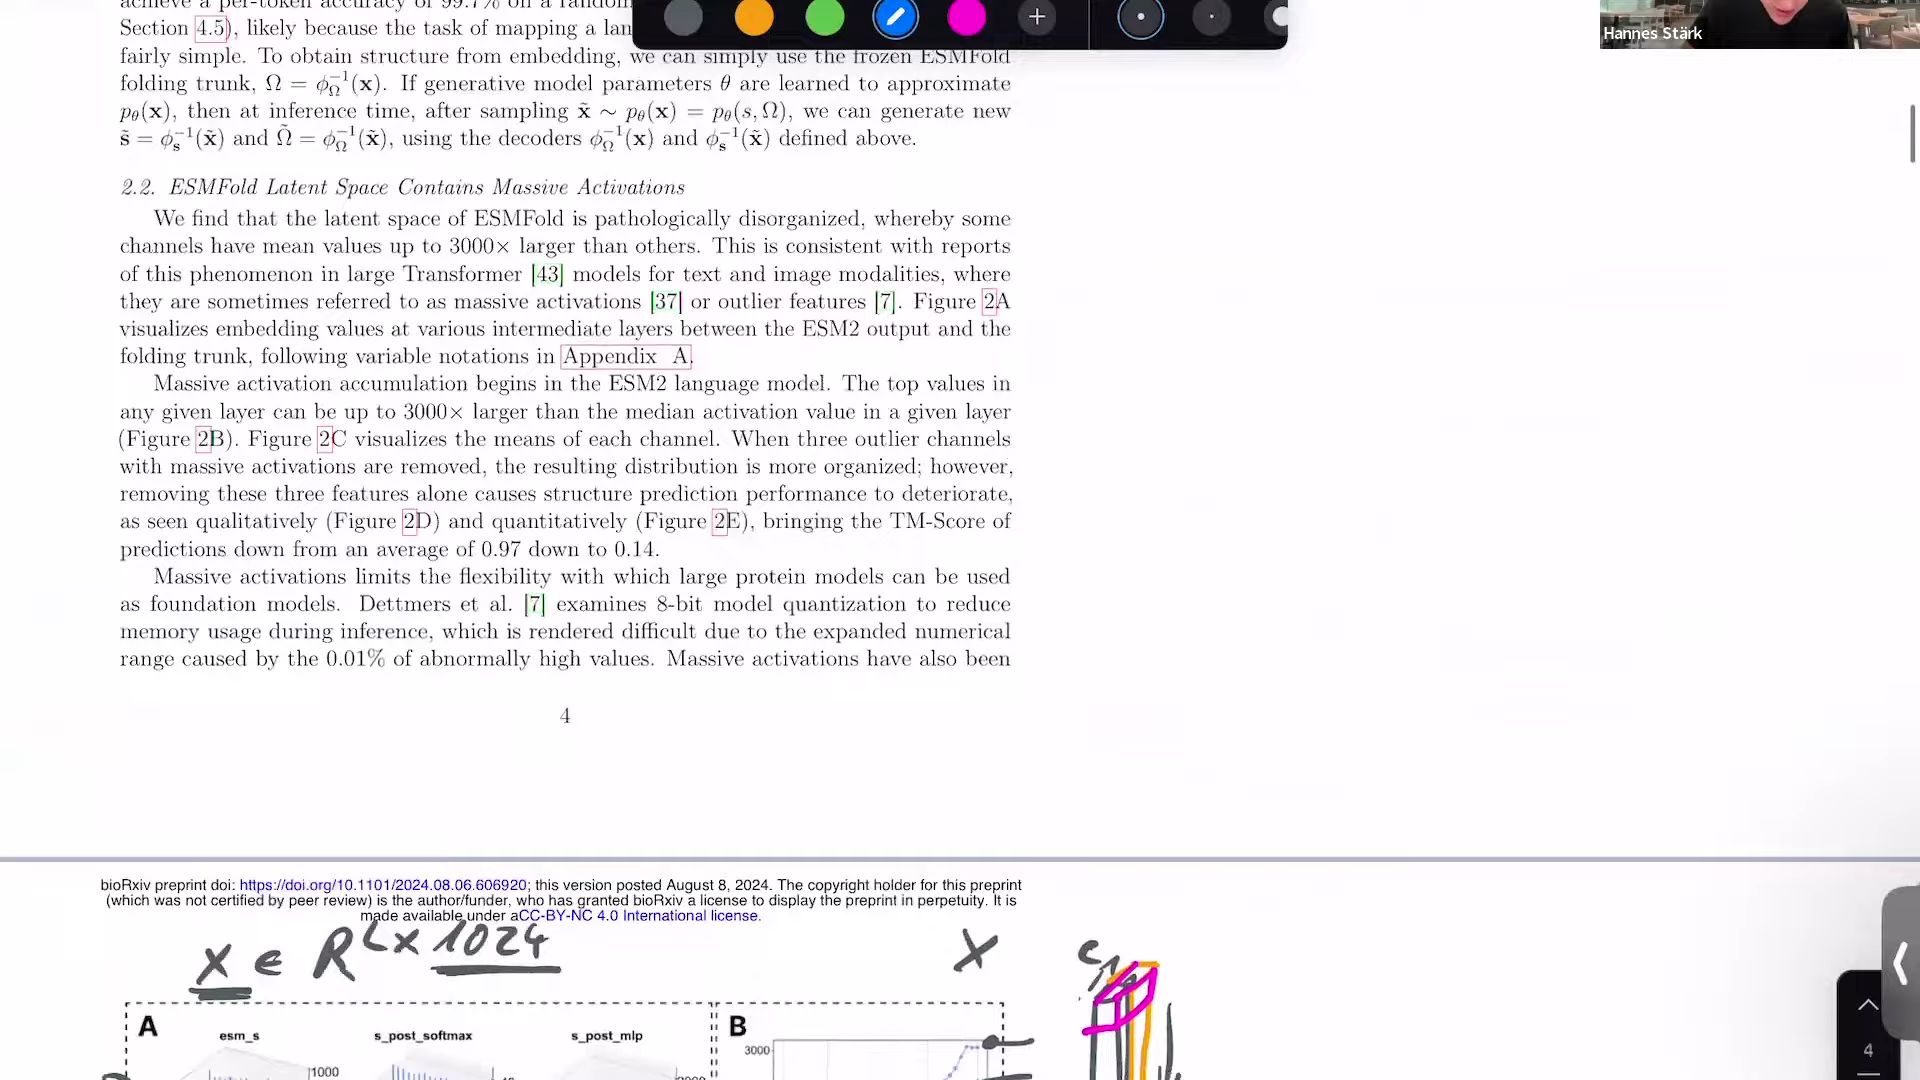 achieve a per-token accuracy of 99.7% on a random
Section 4.5), likely because the task of mapping a lan
fairly simple. To obtain structure from embedding, we can simply use the frozen ESMFold
folding trunk, Ω = ϕ_Ω^{-1}(x). If generative model parameters θ are learned to approximate
p_θ(x), then at inference time, after sampling x̃ ∼ p_θ(x) = p_θ(s, Ω), we can generate new
s̃ = ϕ_s^{-1}(x̃) and Ω̃ = ϕ_Ω^{-1}(x̃), using the decoders ϕ_Ω^{-1}(x) and ϕ_s^{-1}(x̃) defined above.
2.2. ESMFold Latent Space Contains Massive Activations
We find that the latent space of ESMFold is pathologically disorganized, whereby some
channels have mean values up to 3000× larger than others. This is consistent with reports
of this phenomenon in large Transformer [43] models for text and image modalities, where
they are sometimes referred to as massive activations [37] or outlier features [7]. Figure 2A
visualizes embedding values at various intermediate layers between the ESM2 output and the
folding trunk, following variable notations in Appendix A.
Massive activation accumulation begins in the ESM2 language model. The top values in
any given layer can be up to 3000× larger than the median activation value in a given layer
(Figure 2B). Figure 2C visualizes the means of each channel. When three outlier channels
with massive activations are removed, the resulting distribution is more organized; however,
removing these three features alone causes structure prediction performance to deteriorate,
as seen qualitatively (Figure 2D) and quantitatively (Figure 2E), bringing the TM-Score of
predictions down from an average of 0.97 down to 0.14.
Massive activations limits the flexibility with which large protein models can be used
as foundation models. Dettmers et al. [7] examines 8-bit model quantization to reduce
memory usage during inference, which is rendered difficult due to the expanded numerical
range caused by the 0.01% of abnormally high values. Massive activations have also been
4
bioRxiv preprint doi: https://doi.org/10.1101/2024.08.06.606920; this version posted August 8, 2024. The copyright holder for this preprint
(which was not certified by peer review) is the author/funder, who has granted bioRxiv a license to display the preprint in perpetuity. It is
made available under aCC-BY-NC 4.0 International license.
X ∈ R^{L×1024}
X
A
esm_s
s_post_softmax
s_post_mlp
B
1000
3000
Hannes Stärk
4